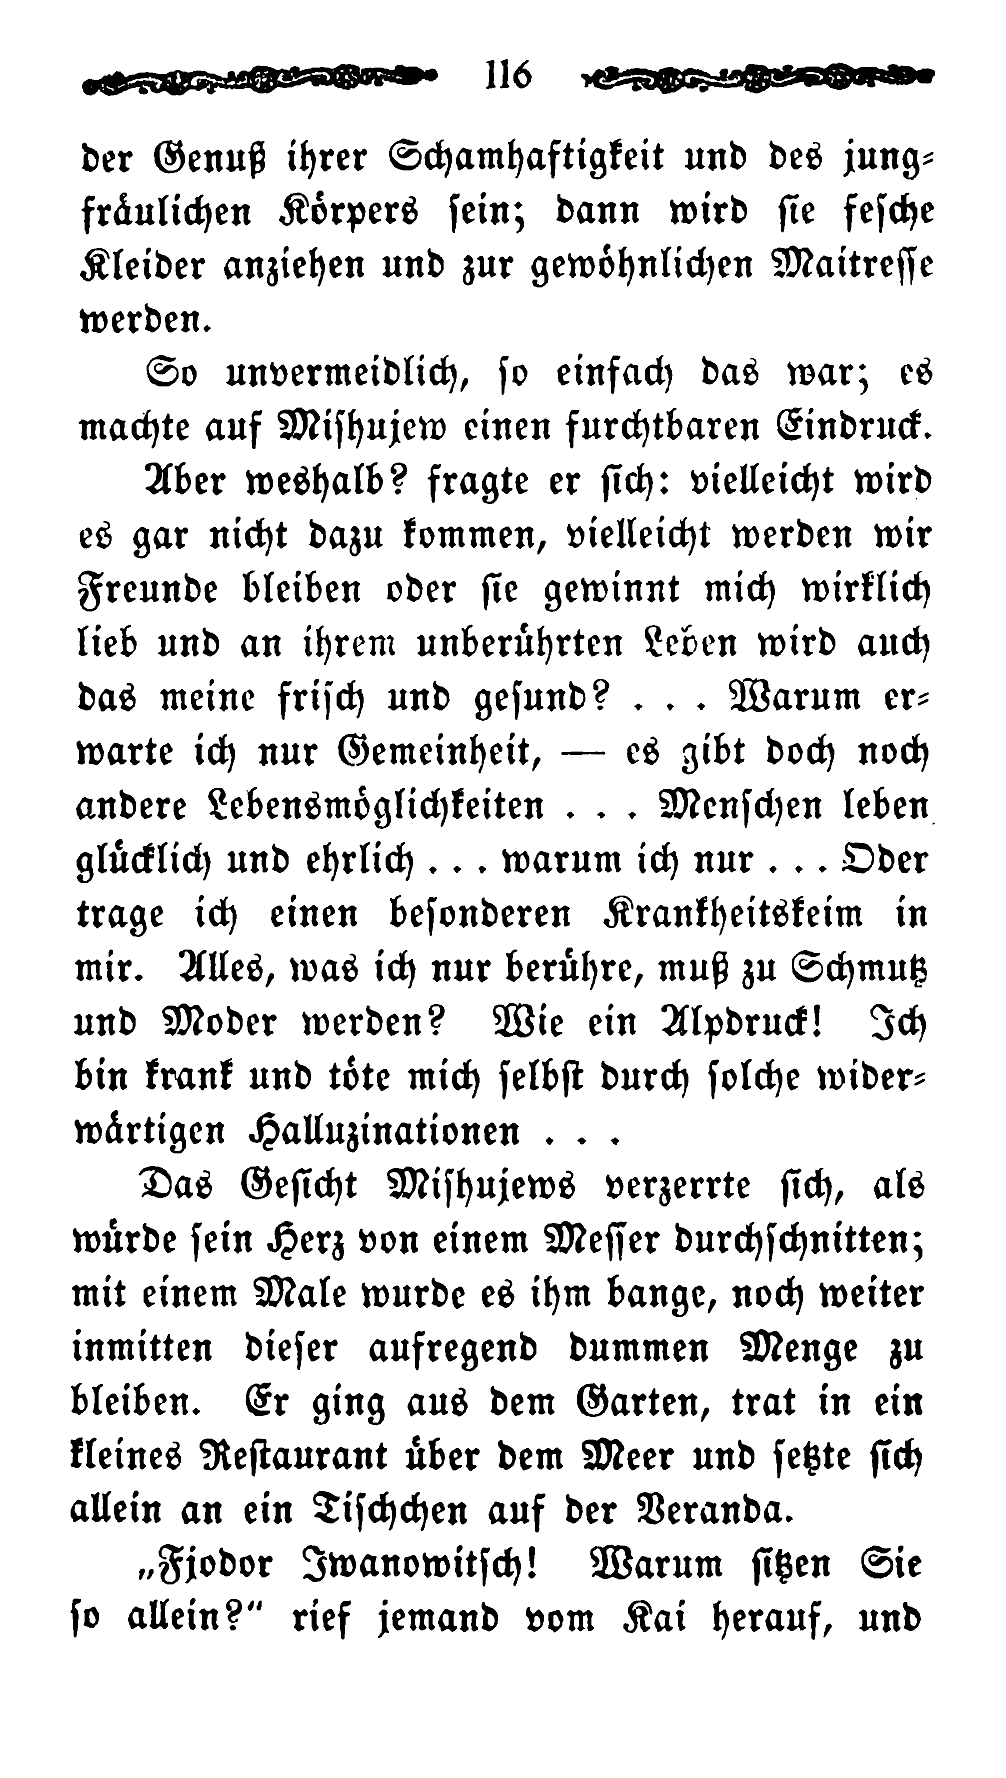 116
der Genuß ihrer Schamhaftigkeit und des jung-
fräulichen Körpers sein; dann wird sie fesche
Kleider anziehen und zur gewöhnlichen Maitresse
werden.
So unvermeidlich, so einfach das war; es
machte auf Mishujew einen furchtbaren Eindruck.
Aber weshalb? fragte er sich: vielleicht wird
es gar nicht dazu kommen, vielleicht werden wir
Freunde bleiben oder sie gewinnt mich wirklich
lieb und an ihrem unberührten Leben wird auch
das meine frisch und gesund? . . . Warum er-
warte ich nur Gemeinheit, — es gibt doch noch
andere Lebensmöglichkeiten . . . Menschen leben
glücklich und ehrlich . . . warum ich nur . . . Oder
trage ich einen besonderen Krankheitskeim in
mir. Alles, was ich nur berühre, muß zu Schmutz
und Moder werden? Wie ein Alpdruck! Ich
bin krank und töte mich selbst durch solche wider-
wärtigen Halluzinationen . . .
Das Gesicht Mishujews verzerrte sich, als
würde sein Herz von einem Messer durchschnitten;
mit einem Male wurde es ihm bange, noch weiter
inmitten dieser aufregend dummen Menge zu
bleiben. Er ging aus dem Garten, trat in ein
kleines Restaurant über dem Meer und setzte sich
allein an ein Tischchen auf der Veranda.
„Fjodor Iwanowitsch! Warum sitzen Sie
so allein?“ rief jemand vom Kai herauf, und